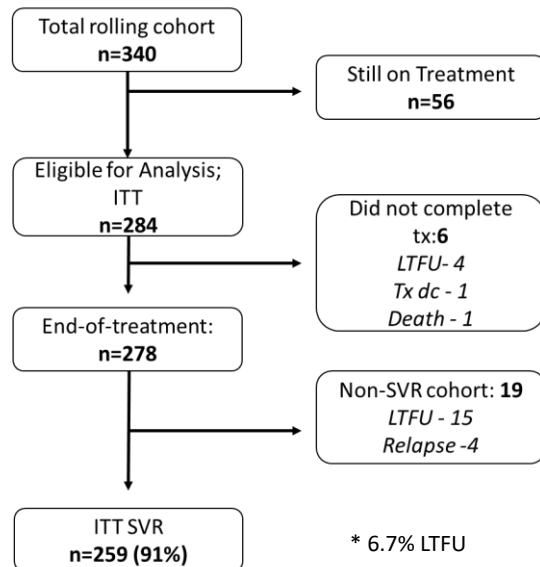 Total rolling cohort
n=340
Still on Treatment
n=56
Eligible for Analysis;
ITT
n=284
Did not complete
tx:6
LTFU- 4
Tx dc - 1
Death - 1
End-of-treatment:
n=278
Non-SVR cohort: 19
LTFU - 15
Relapse -4
ITT SVR
n=259 (91%)
* 6.7% LTFU